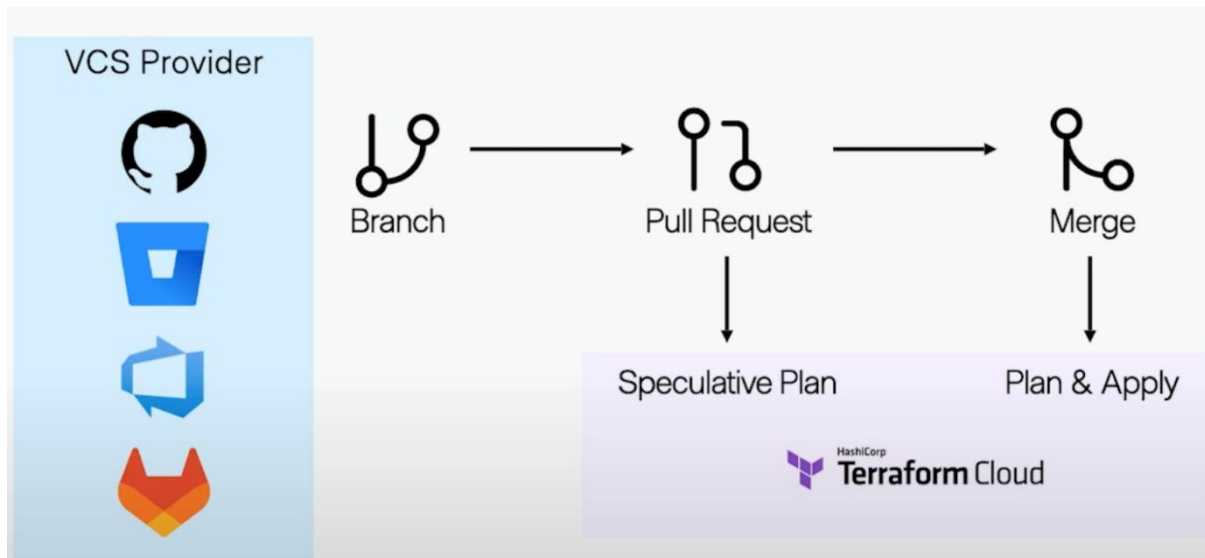 VCS Provider
Branch
Pull Request
Merge
Speculative Plan
Plan & Apply
HashiCorp
Terraform Cloud